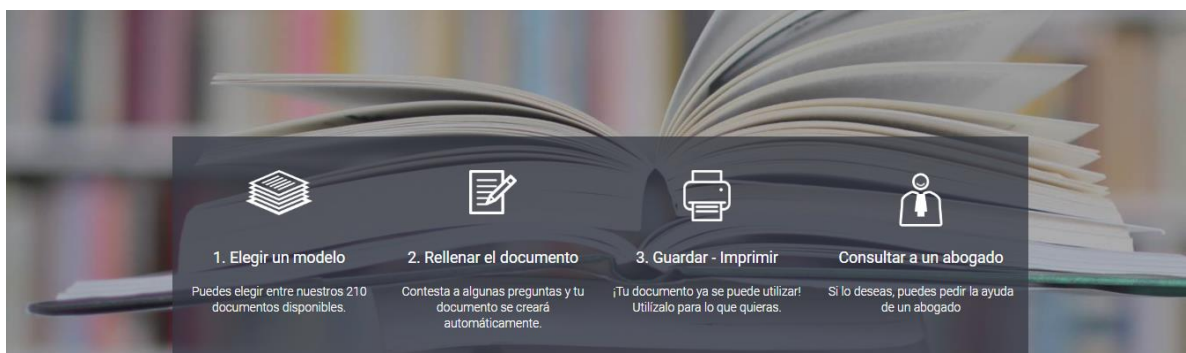 1. Elegir un modelo
Puedes elegir entre nuestros 210
documentos disponibles.
2. Rellenar el documento
Contesta a algunas preguntas y tu
documento se creará
automáticamente.
3. Guardar - Imprimir
¡Tu documento ya se puede utilizar!
Utilízalo para lo que quieras.
Consultar a un abogado
Si lo deseas, puedes pedir la ayuda
de un abogado